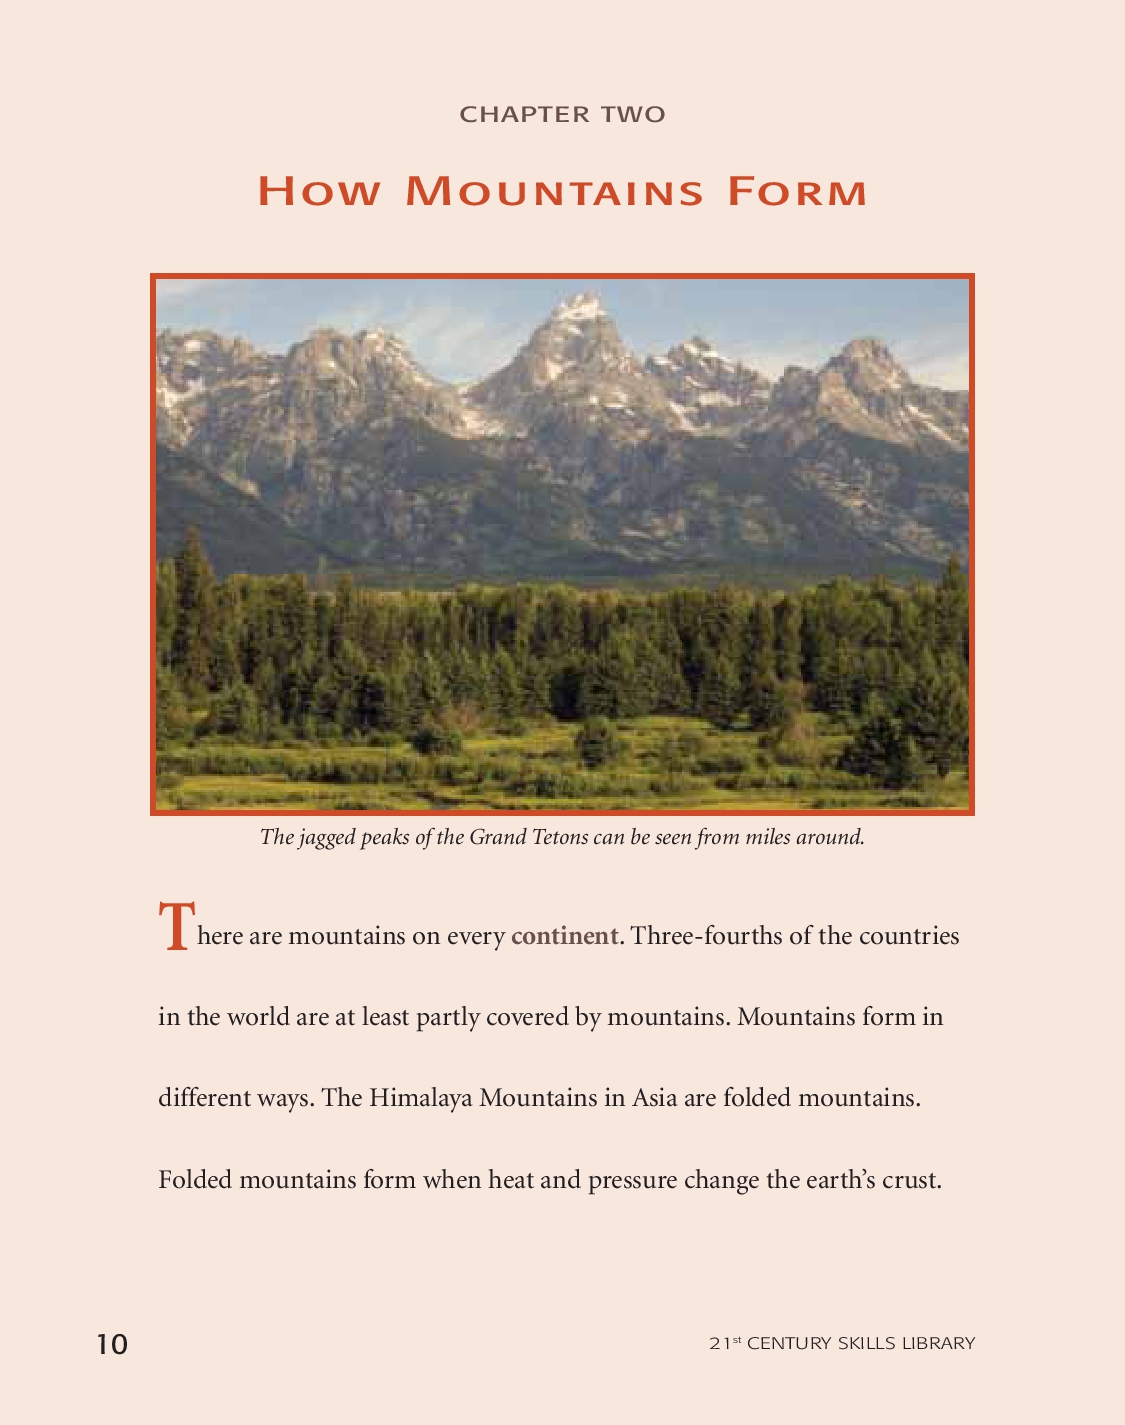 CHAPTER TWO
How Mountains Form
The jagged peaks of the Grand Tetons can be seen from miles around.
There are mountains on every continent. Three-fourths of the countries
in the world are at least partly covered by mountains. Mountains form in
different ways. The Himalaya Mountains in Asia are folded mountains.
Folded mountains form when heat and pressure change the earth’s crust.
10
21st CENTURY SKILLS LIBRARY